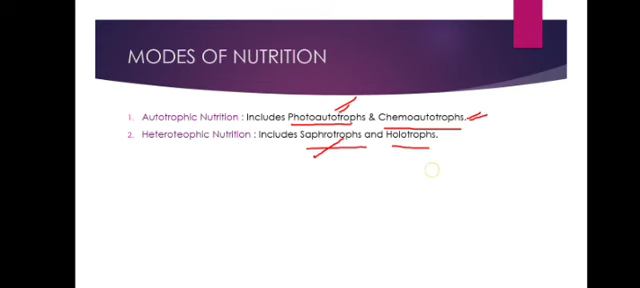 MODES OF NUTRITION
1. Autotrophic Nutrition : Includes Photoautotrophs & Chemoautotrophs.
2. Heteroteophic Nutrition : Includes Saphrotrophs and Holotrophs.